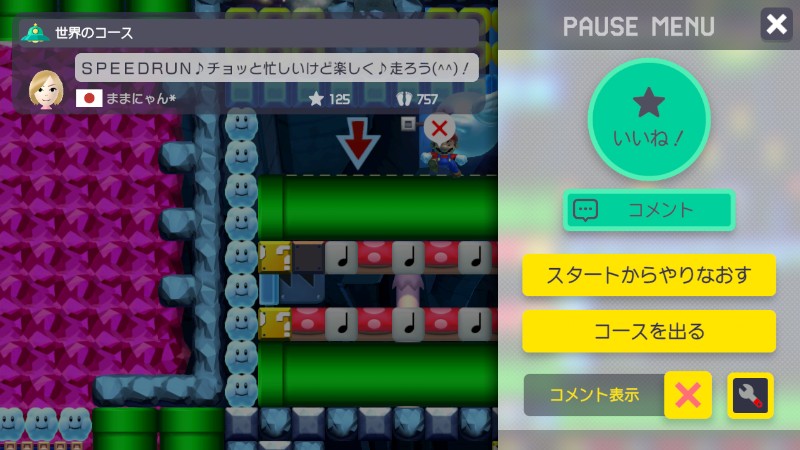 世界のコース
SPEEDRUN♪チョッと忙しいけど楽しく♪走ろう(^^)！
ままにゃん*
125
757
PAUSE MENU
いいね！
コメント
スタートからやりなおす
コースを出る
コメント表示